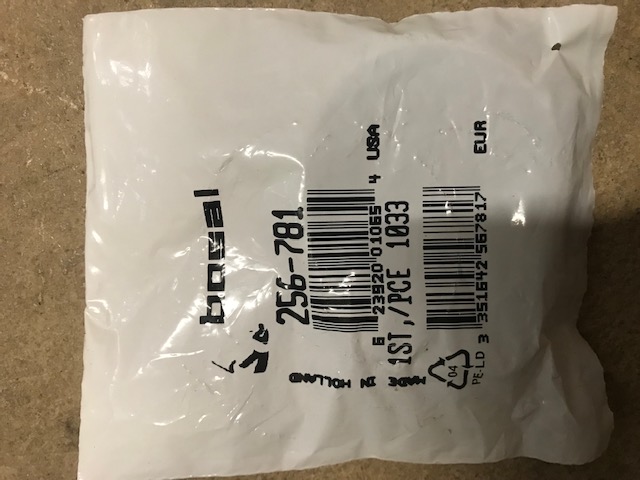 bosal
256-781
6 23920 01065 4 USA
1ST,/PCE 1033
3 351642 567817 EUR
MADE IN HOLLAND
04
PE-LD